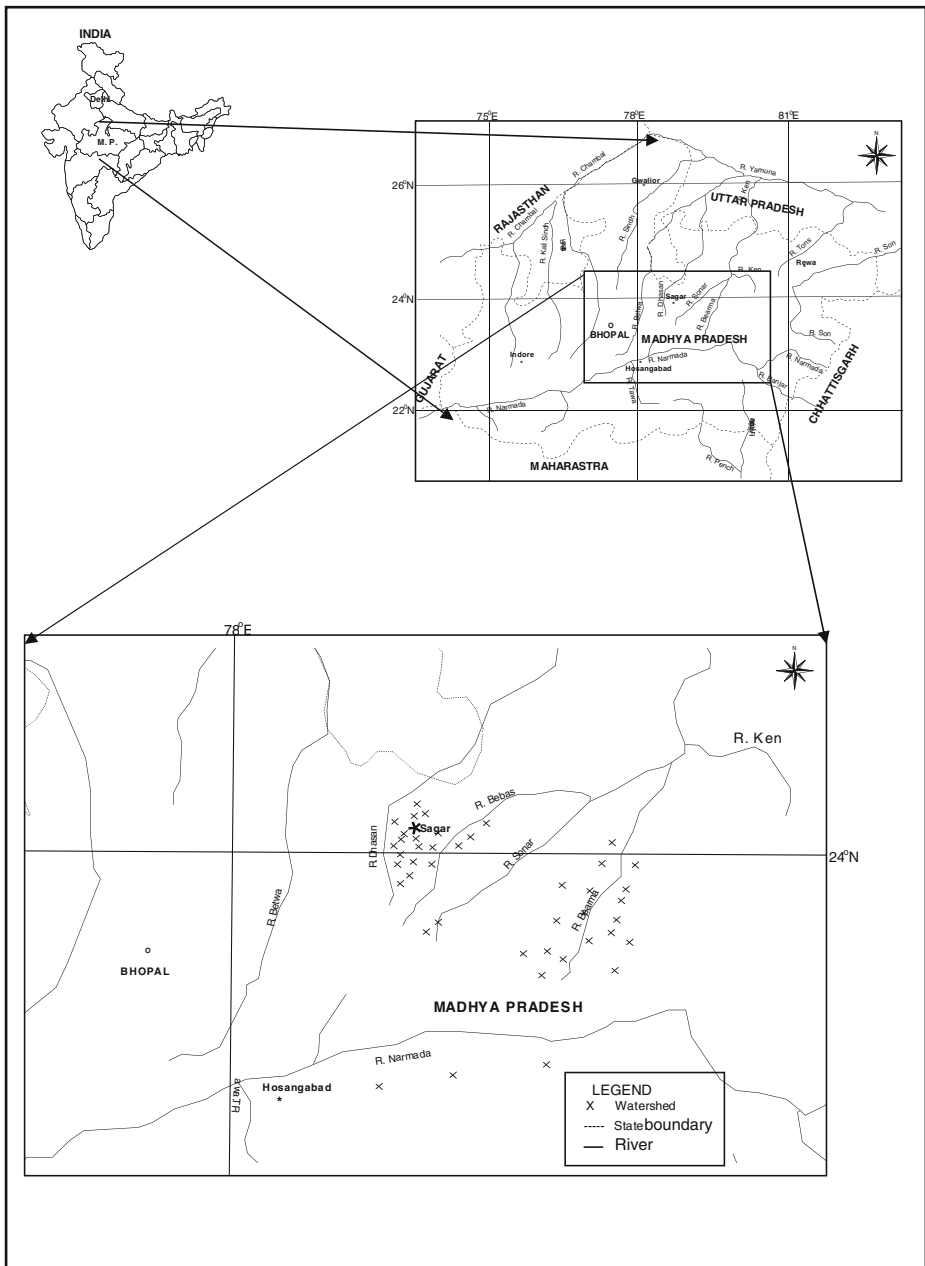 INDIA
Delhi
M. P.
75°E
78°E
81°E
N
R. Chambal
R. Yamuna
Gwalior
26°N
R. Ken
RAJASTHAN
UTTAR PRADESH
R. Chambal
R. Sindh
R. Kali Sindh
R. Tons
R. Son
Rewa
R. Ken
24°N
R. Dhasan
Sagar
R. Sonar
R. Betwa
R. Bearma
BHOPAL
MADHYA PRADESH
R. Son
Indore
R. Narmada
R. Narmada
Hosangabad
GUJARAT
R. Banjar
CHHATTISGARH
R. Tawa
R. Narmada
22°N
R. Pench
MAHARASTRA
78°E
N
R. Ken
R. Bebas
Sagar
R.Dhasan
R. Sonar
24°N
R. Betwa
R. Bearma
BHOPAL
MADHYA PRADESH
R. Narmada
Hosangabad
LEGEND
X Watershed
----- State boundary
— River